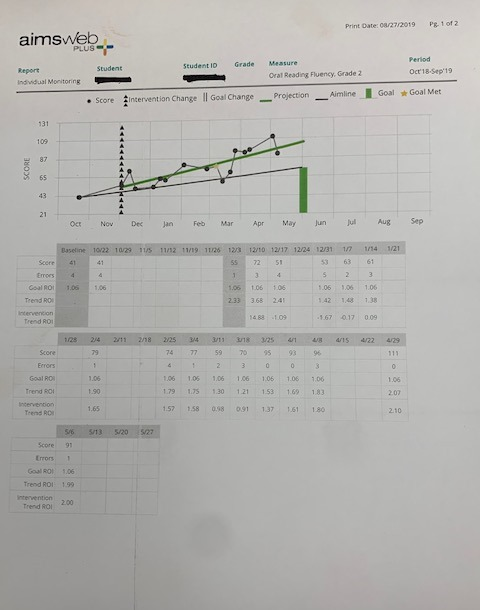 Print Date: 08/27/2019 Pg. 1 of 2
aimsweb
PLUS
Report Student Student ID Grade Measure Period
Individual Monitoring Oral Reading Fluency, Grade 2 Oct'18-Sep'19
Score Intervention Change Goal Change Projection Aimline Goal Goal Met
131
109
87
65
43
21
SCORE
Oct Nov Dec Jan Feb Mar Apr May Jun Jul Aug Sep
Baseline 10/22 10/29 11/5 11/12 11/19 11/26 12/3 12/10 12/17 12/24 12/31 1/7 1/14 1/21
Score 41 41 55 72 51 53 63 61
Errors 4 4 1 3 4 5 2 3
Goal ROI 1.06 1.06 1.06 1.06 1.06 1.06 1.06 1.06
Trend ROI 2.33 3.68 2.41 1.42 1.48 1.38
Intervention
Trend ROI 14.88 -1.09 -1.67 -0.17 0.09
1/28 2/4 2/11 2/18 2/25 3/4 3/11 3/18 3/25 4/1 4/8 4/15 4/22 4/29
Score 79 74 77 59 70 95 93 96 111
Errors 1 4 1 2 3 0 0 3 0
Goal ROI 1.06 1.06 1.06 1.06 1.06 1.06 1.06 1.06 1.06
Trend ROI 1.90 1.79 1.75 1.30 1.21 1.53 1.69 1.83 2.07
Intervention
Trend ROI 1.65 1.57 1.58 0.98 0.91 1.37 1.61 1.80 2.10
5/6 5/13 5/20 5/27
Score 91
Errors 1
Goal ROI 1.06
Trend ROI 1.99
Intervention
Trend ROI 2.00